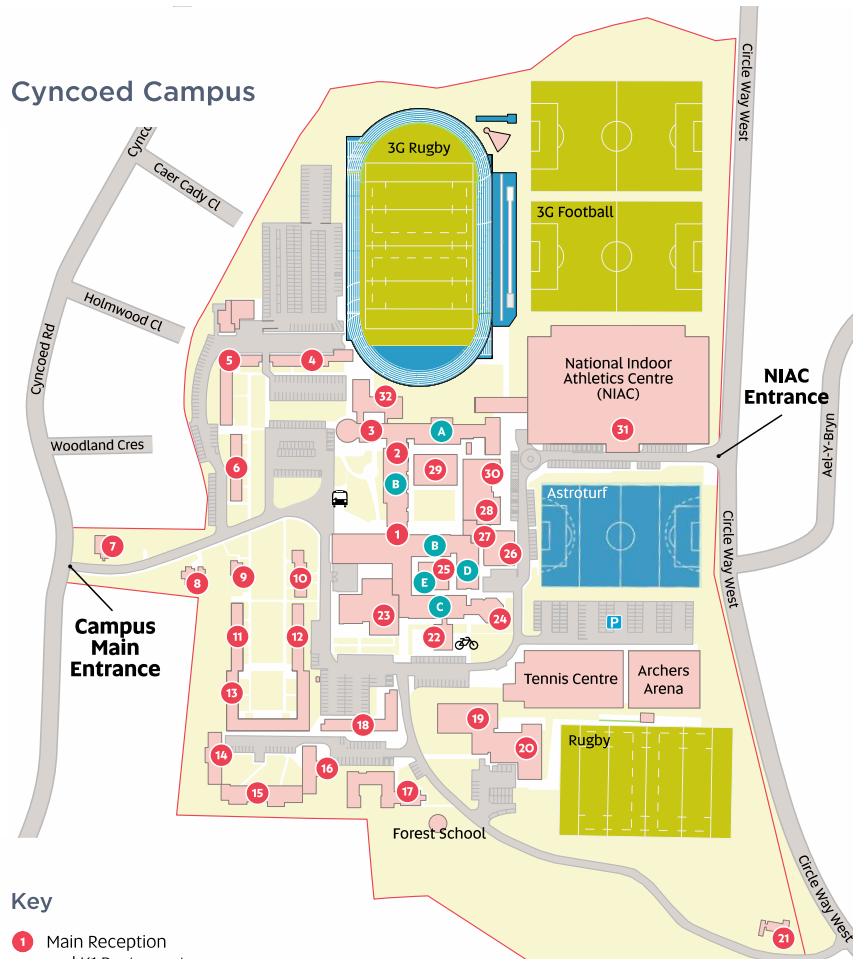 Cyncoed Campus
Circle Way West
Caer Cady Cl
Holmwood Cl
Cyncoed Rd
Woodland Cres
3G Rugby
3G Football
National Indoor
Athletics Centre
(NIAC)
31
NIAC
Entrance
Ael-Y-Bryn
5
4
32
3
A
2
29
30
6
B
28
Astroturf
1
27
B
26
7
25
D
8
9
10
E
C
23
24
22
P
Circle Way West
Campus
Main
Entrance
11
12
13
Tennis Centre
Archers
Arena
18
19
20
Rugby
14
16
15
17
Forest School
Circle Way West
21
Key
1 Main Reception